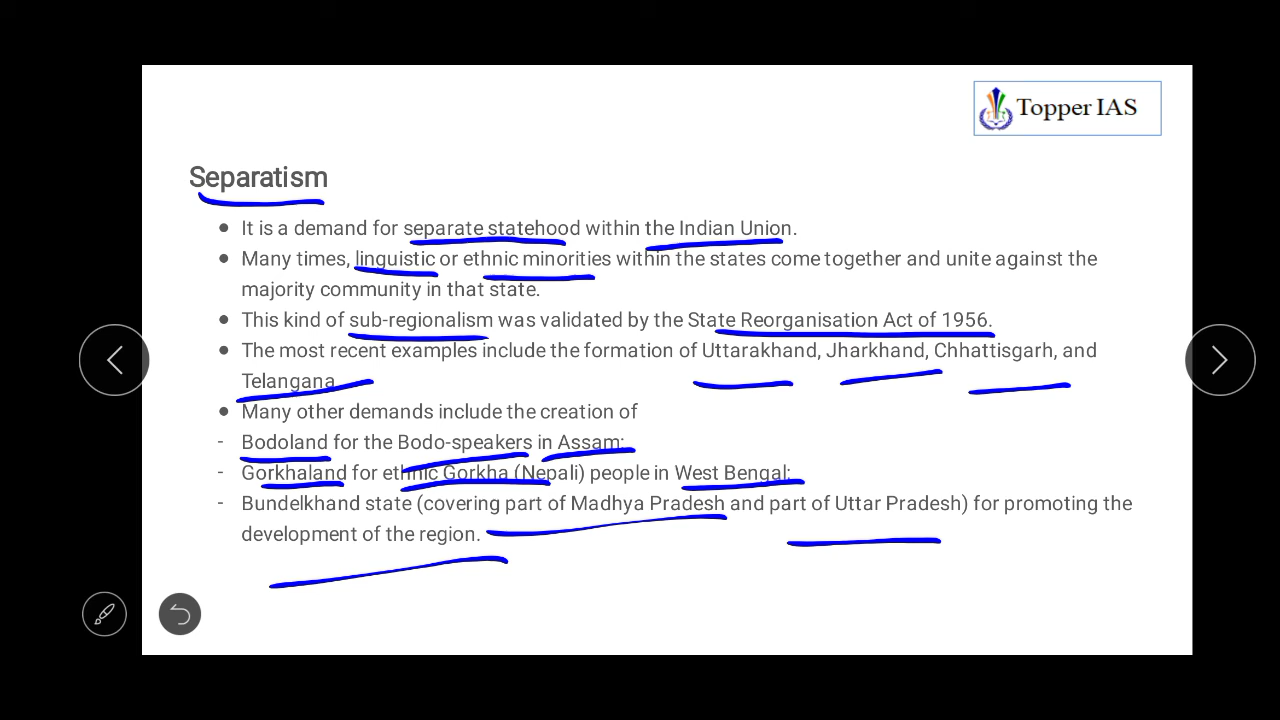 Topper IAS
Separatism
● It is a demand for separate statehood within the Indian Union.
● Many times, linguistic or ethnic minorities within the states come together and unite against the
majority community in that state.
● This kind of sub-regionalism was validated by the State Reorganisation Act of 1956.
● The most recent examples include the formation of Uttarakhand, Jharkhand, Chhattisgarh, and
Telangana
● Many other demands include the creation of
- Bodoland for the Bodo-speakers in Assam;
- Gorkhaland for ethnic Gorkha (Nepali) people in West Bengal;
- Bundelkhand state (covering part of Madhya Pradesh and part of Uttar Pradesh) for promoting the
development of the region.